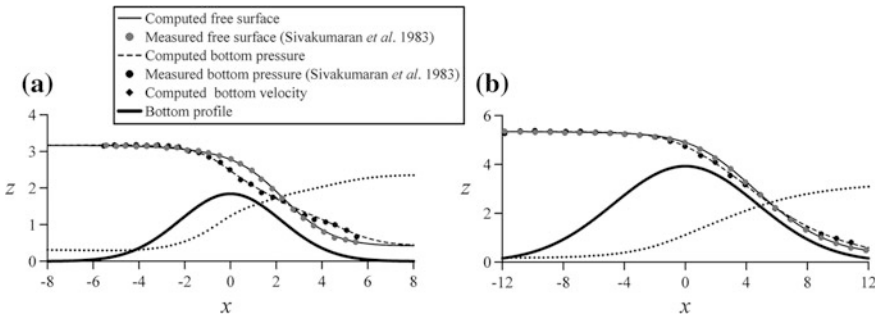 Computed free surface
Measured free surface (Sivakumaran et al. 1983)
Computed bottom pressure
Measured bottom pressure (Sivakumaran et al. 1983)
Computed bottom velocity
Bottom profile
(a)
4
3
2
1
0
z
-8 -6 -4 -2 0 2 4 6 8
x
(b)
6
4
2
0
z
-12 -8 -4 0 4 8 12
x